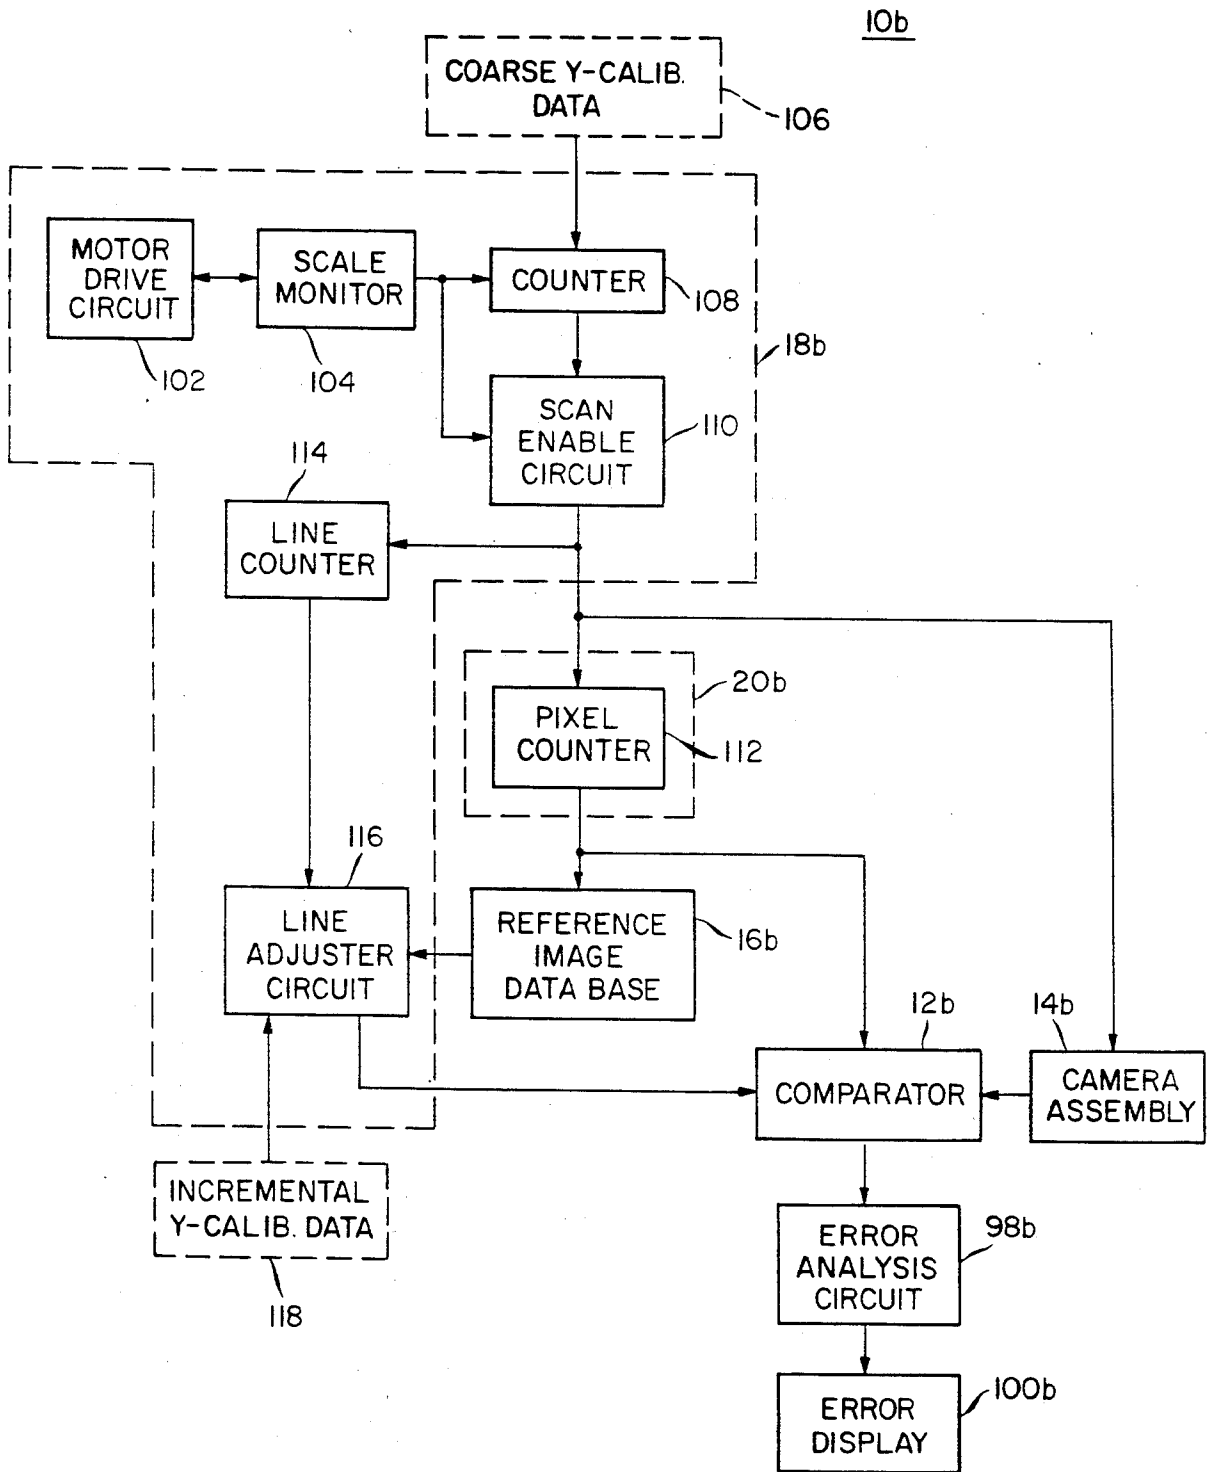 10b
COARSE Y-CALIB.
DATA
106
MOTOR
DRIVE
CIRCUIT
102
SCALE
MONITOR
104
COUNTER
108
18b
SCAN
ENABLE
CIRCUIT
110
114
LINE
COUNTER
20b
PIXEL
COUNTER
112
116
LINE
ADJUSTER
CIRCUIT
REFERENCE
IMAGE
DATA BASE
16b
12b
COMPARATOR
14b
CAMERA
ASSEMBLY
INCREMENTAL
Y-CALIB. DATA
118
ERROR
ANALYSIS
CIRCUIT
98b
ERROR
DISPLAY
100b